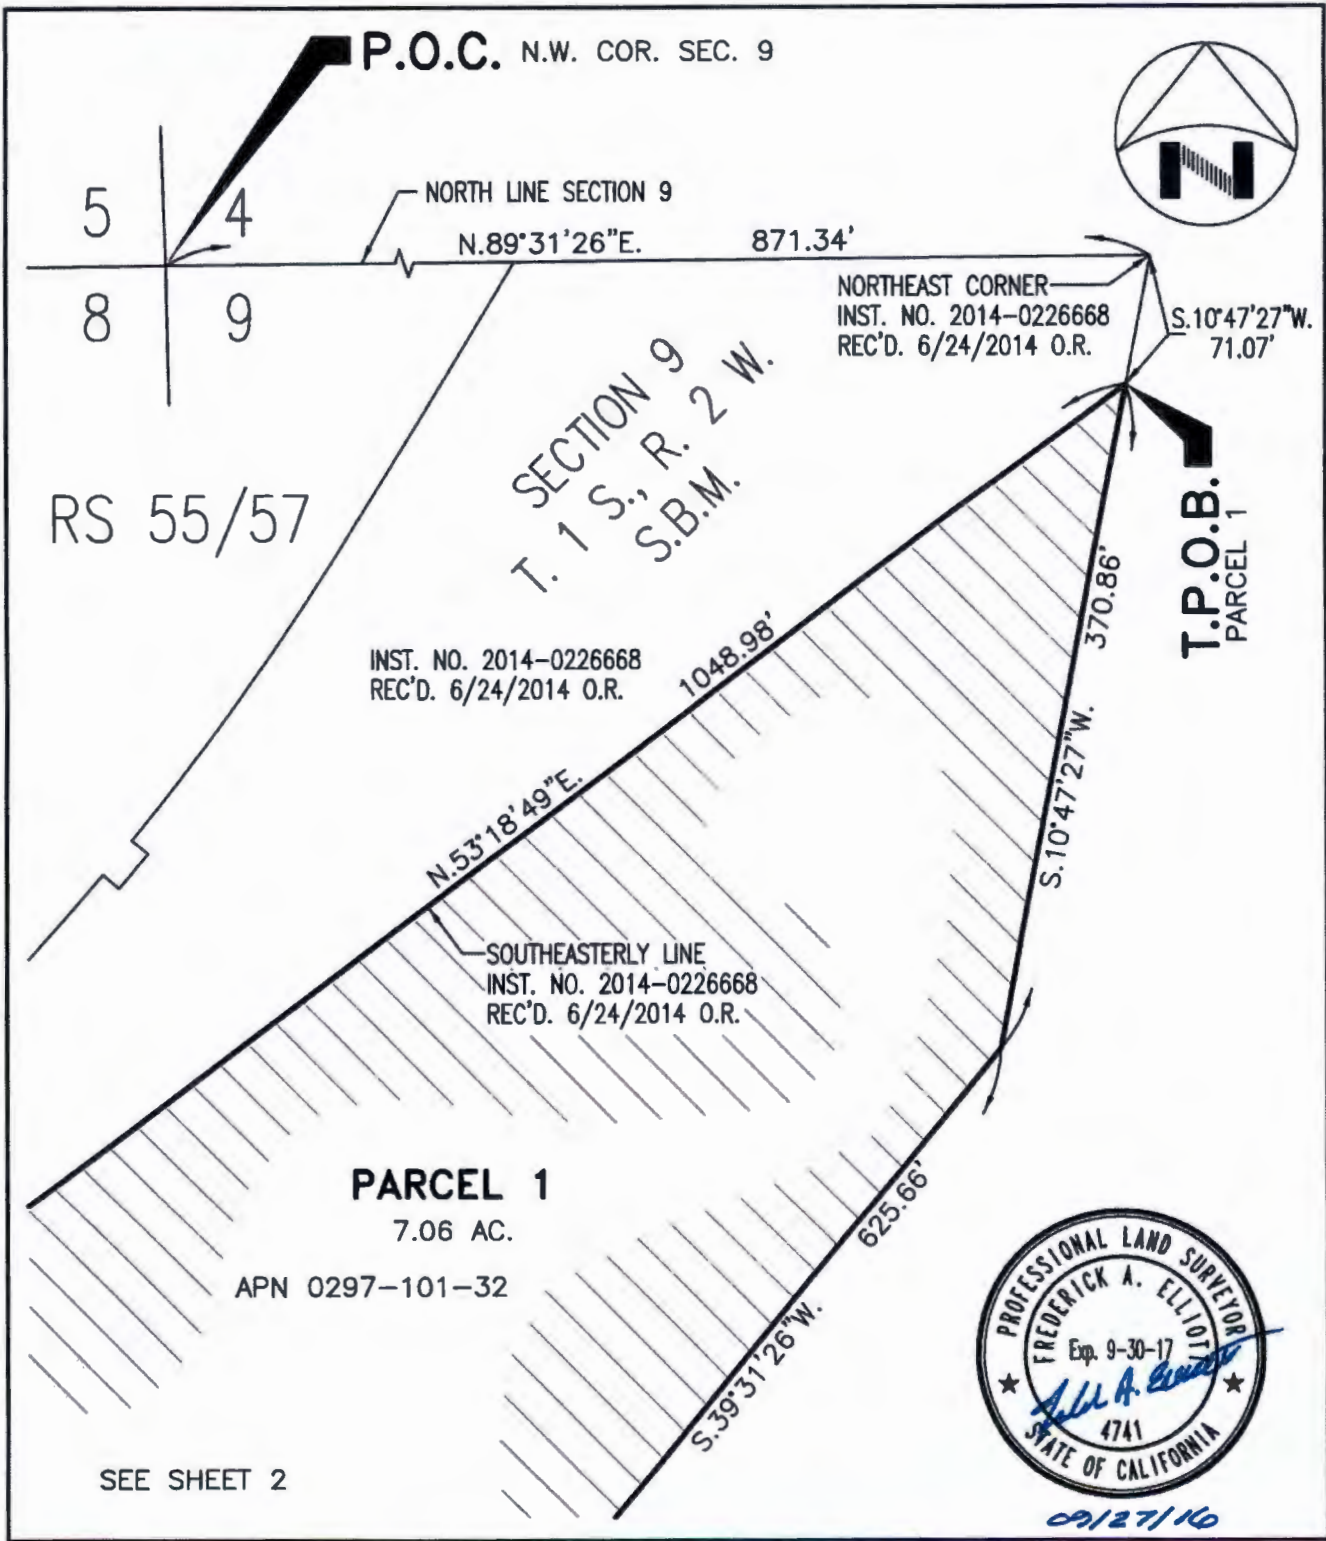 P.O.C. N.W. COR. SEC. 9
N
5 4
8 9
NORTH LINE SECTION 9
N.89°31'26"E. 871.34'
NORTHEAST CORNER
INST. NO. 2014-0226668
REC'D. 6/24/2014 O.R.
S.10°47'27"W.
71.07'
SECTION 9
T. 1 S., R. 2 W.
S.B.M.
RS 55/57
T.P.O.B.
PARCEL 1
370.86'
S.10°47'27"W.
INST. NO. 2014-0226668
REC'D. 6/24/2014 O.R.
1048.98'
N.53°18'49"E.
SOUTHEASTERLY LINE
INST. NO. 2014-0226668
REC'D. 6/24/2014 O.R.
PARCEL 1
7.06 AC.
APN 0297-101-32
625.66'
S.39°31'26"W.
PROFESSIONAL LAND SURVEYOR
FREDERICK A. ELLIOTT
Exp. 9-30-17
4741
STATE OF CALIFORNIA
09/27/16
SEE SHEET 2